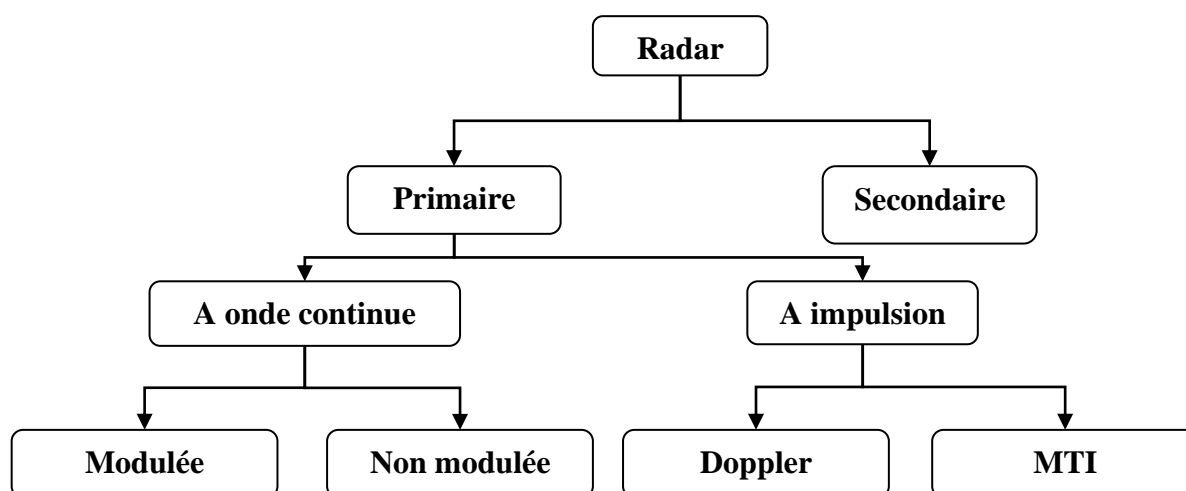 Radar
Primaire
Secondaire
A onde continue
A impulsion
Modulée
Non modulée
Doppler
MTI